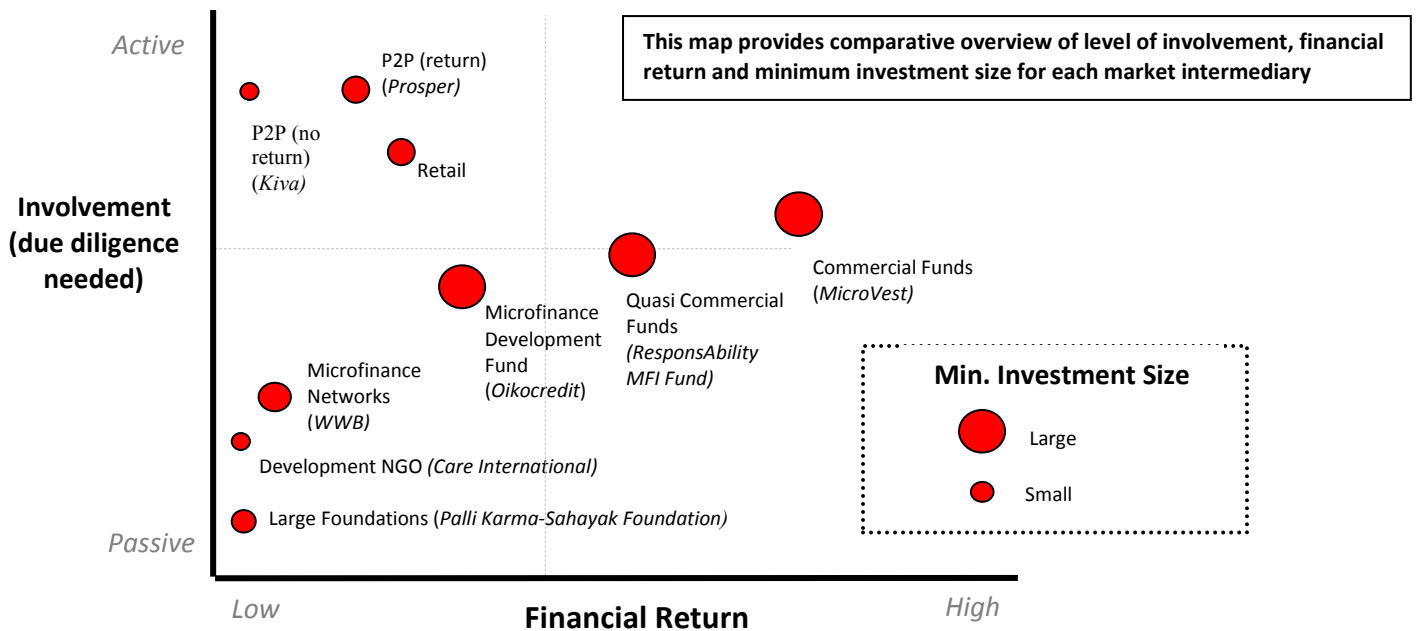 Active
This map provides comparative overview of level of involvement, financial
return and minimum investment size for each market intermediary
P2P (return)
(Prosper)
P2P (no
return)
(Kiva)
Retail
Involvement
(due diligence
needed)
Commercial Funds
(MicroVest)
Quasi Commercial
Funds
(ResponsAbility
MFI Fund)
Microfinance
Development
Fund
(Oikocredit)
Microfinance
Networks
(WWB)
Development NGO (Care International)
Large Foundations (Palli Karma-Sahayak Foundation)
Min. Investment Size
Large
Small
Passive
Low
Financial Return
High